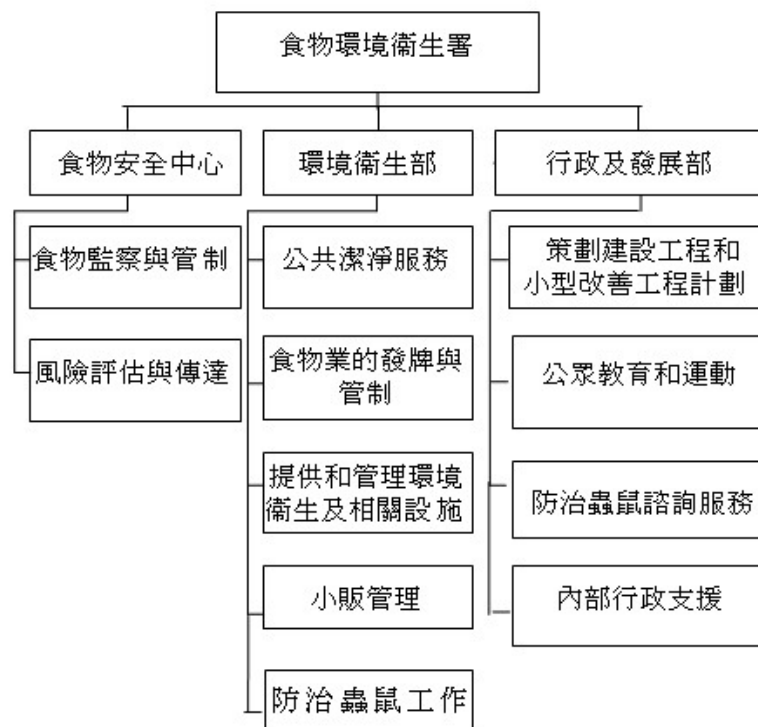 食物環境衞生署
食物安全中心
環境衞生部
行政及發展部
食物監察與管制
風險評估與傳達
公共潔淨服務
食物業的發牌與
管制
提供和管理環境
衞生及相關設施
小販管理
防治蟲鼠工作
策劃建設工程和
小型改善工程計劃
公眾教育和運動
防治蟲鼠諮詢服務
內部行政支援